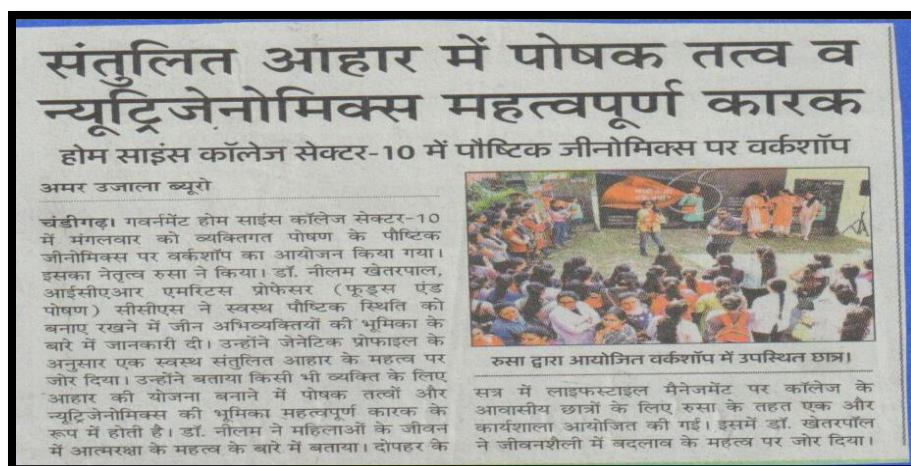 संतुलित आहार में पोषक तत्व व
न्यूट्रिजेनोमिक्स महत्वपूर्ण कारक
होम साइंस कॉलेज सेक्टर-10 में पौष्टिक जीनोमिक्स पर वर्कशॉप
अमर उजाला ब्यूरो
चंडीगढ़। गवर्नमेंट होम साइंस कॉलेज सेक्टर-10
में मंगलवार को व्यक्तिगत पोषण के पौष्टिक
जीनोमिक्स पर वर्कशॉप का आयोजन किया गया।
इसका नेतृत्व रुसा ने किया। डॉ. नीलम खेतरपाल,
आईसीएआर एमरिटस प्रोफेसर (फूड्स एंड
पोषण) सीसीएस ने स्वस्थ पौष्टिक स्थिति को
बनाए रखने में जीन अभिव्यक्तियों की भूमिका के
बारे में जानकारी दी। उन्होंने जेनेटिक प्रोफाइल के
अनुसार एक स्वस्थ संतुलित आहार के महत्व पर
जोर दिया। उन्होंने बताया किसी भी व्यक्ति के लिए
आहार की योजना बनाने में पोषक तत्वों और
न्यूट्रिजेनोमिक्स की भूमिका महत्वपूर्ण कारक के
रूप में होती है। डॉ. नीलम ने महिलाओं के जीवन
में आत्मरक्षा के महत्व के बारे में बताया। दोपहर के
रुसा द्वारा आयोजित वर्कशॉप में उपस्थित छात्र।
सत्र में लाइफस्टाइल मैनेजमेंट पर कॉलेज के
आवासीय छात्रों के लिए रुसा के तहत एक और
कार्यशाला आयोजित की गई। इसमें डॉ. खेतरपॉल
ने जीवनशैली में बदलाव के महत्व पर जोर दिया।